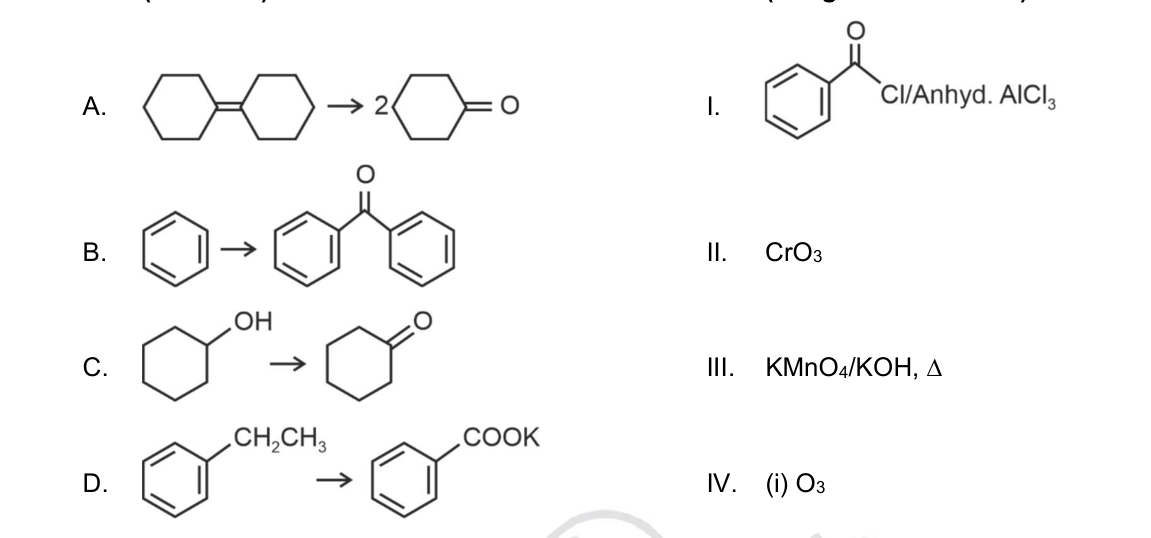 O
A. → 2 = O I. Cl/Anhyd. AlCl₃
O
B. → II. CrO₃
OH O
C. → III. KMnO₄/KOH, Δ
CH₂CH₃ COOK
D. → IV. (i) O₃